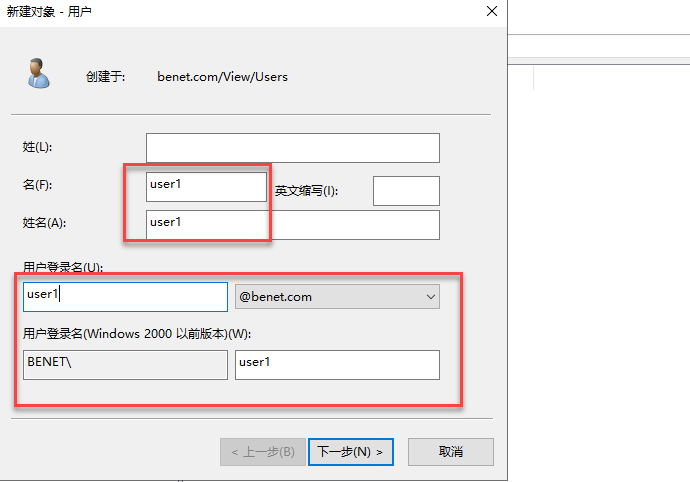 新建对象 - 用户
创建于: benet.com/View/Users
姓(L):
名(F): user1 英文缩写(I):
姓名(A): user1
用户登录名(U):
user1 @benet.com
用户登录名(Windows 2000 以前版本)(W):
BENET\ user1
< 上一步(B) 下一步(N) > 取消